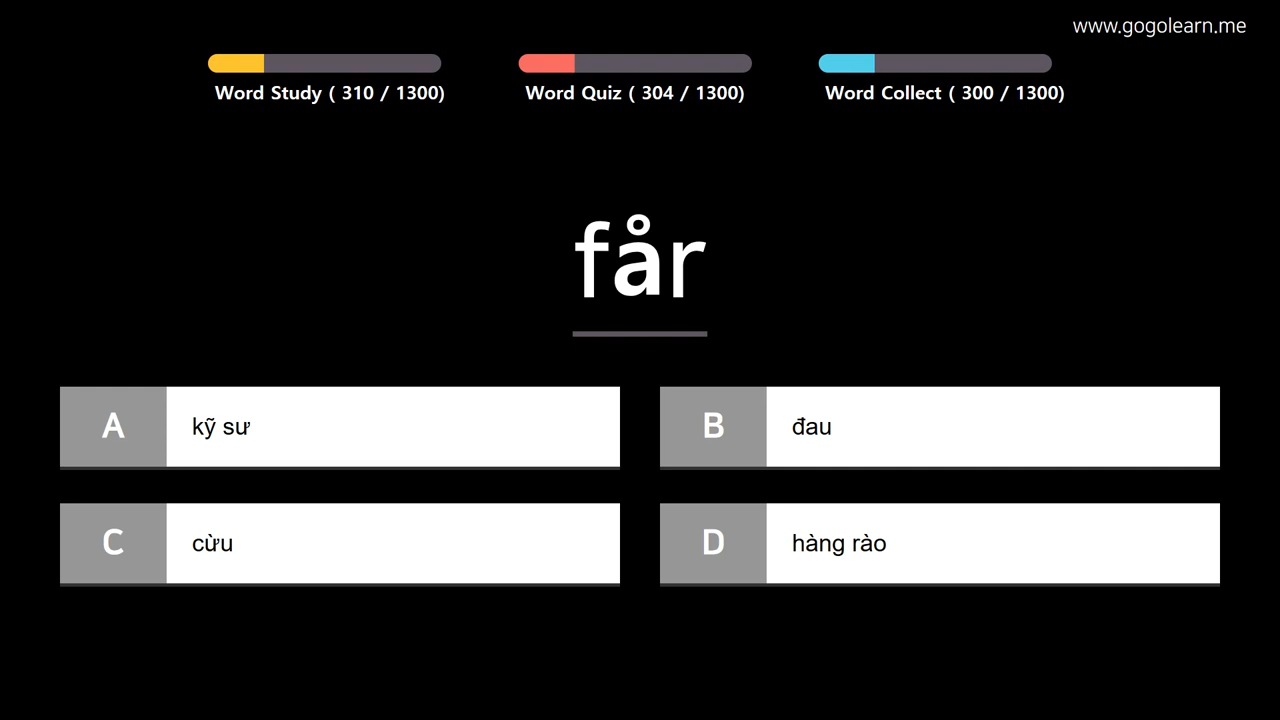 www.gogolearn.me
Word Study ( 310 / 1300)
Word Quiz ( 304 / 1300)
Word Collect ( 300 / 1300)
får
A kỹ sư
B đau
C cừu
D hàng rào